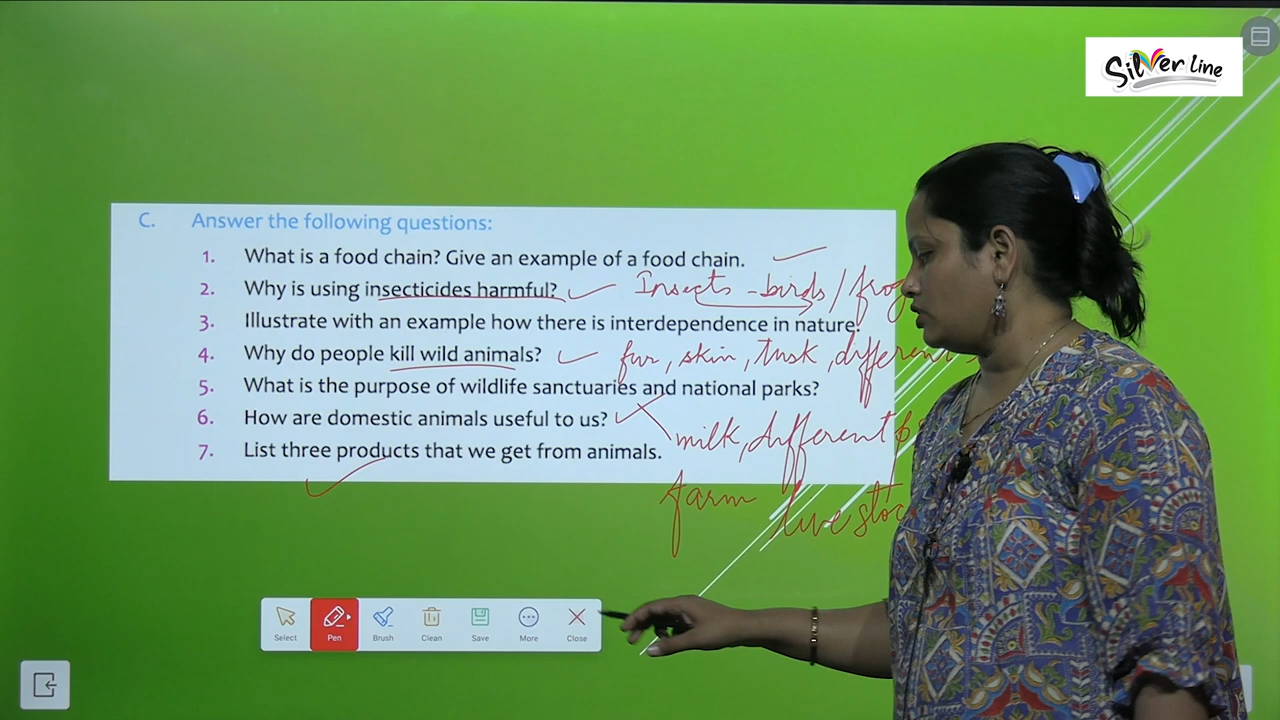 Silver Line
C. Answer the following questions:
1. What is a food chain? Give an example of a food chain.
2. Why is using insecticides harmful? Insects - birds / frog
3. Illustrate with an example how there is interdependence in nature.
4. Why do people kill wild animals? fur, skin, tusk, different
5. What is the purpose of wildlife sanctuaries and national parks?
6. How are domestic animals useful to us?
milk, different
7. List three products that we get from animals.
farm live stoc
Select Pen Brush Clean Save More Close